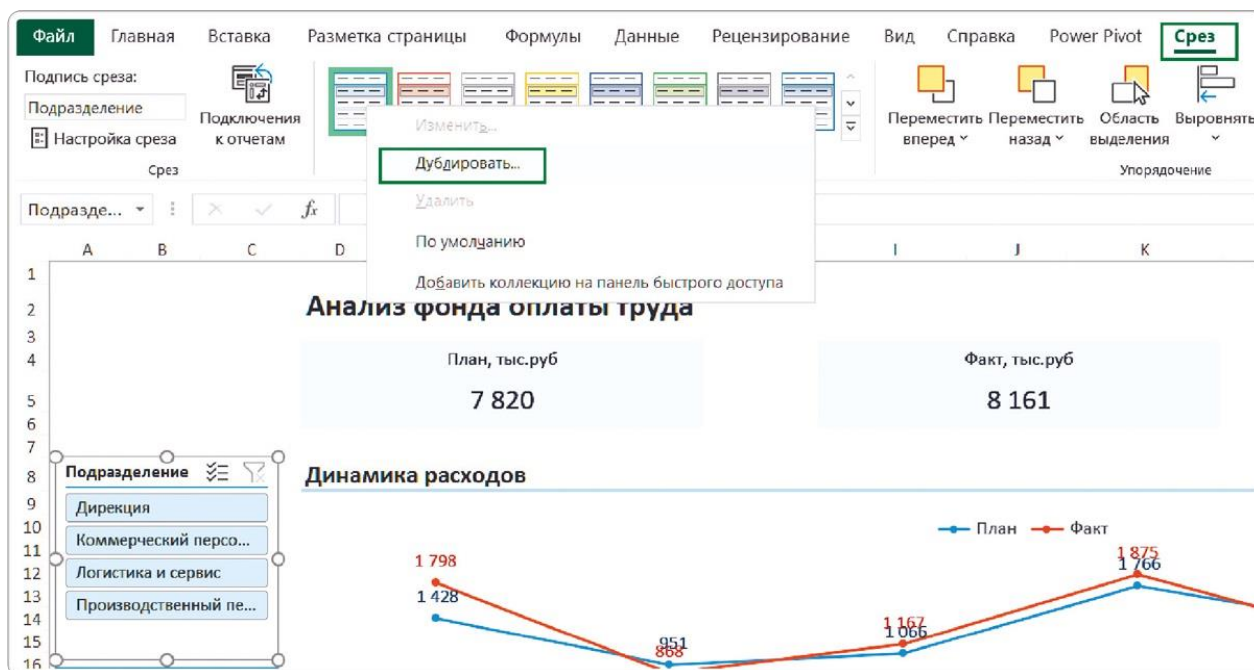 Файл Главная Вставка Разметка страницы Формулы Данные Рецензирование Вид Справка Power Pivot Срез
Подпись среза:
Подразделение
Настройка среза
Подключения
к отчетам
Срез
Переместить
вперед
Переместить
назад
Область
выделения
Выровнять
Упорядочение
Изменить...
Дублировать...
Удалить
По умолчанию
Добавить коллекцию на панель быстрого доступа
Подразде... fx
A B C D I J K
1
2
3
4
5
6
7
8
9
10
11
12
13
14
15
16
Анализ фонда оплаты труда
План, тыс.руб
7 820
Факт, тыс.руб
8 161
Подразделение
Дирекция
Коммерческий персо...
Логистика и сервис
Производственный пе...
Динамика расходов
План Факт
1 798
1 428
951
868
1 167
1 066
1 875
1 766